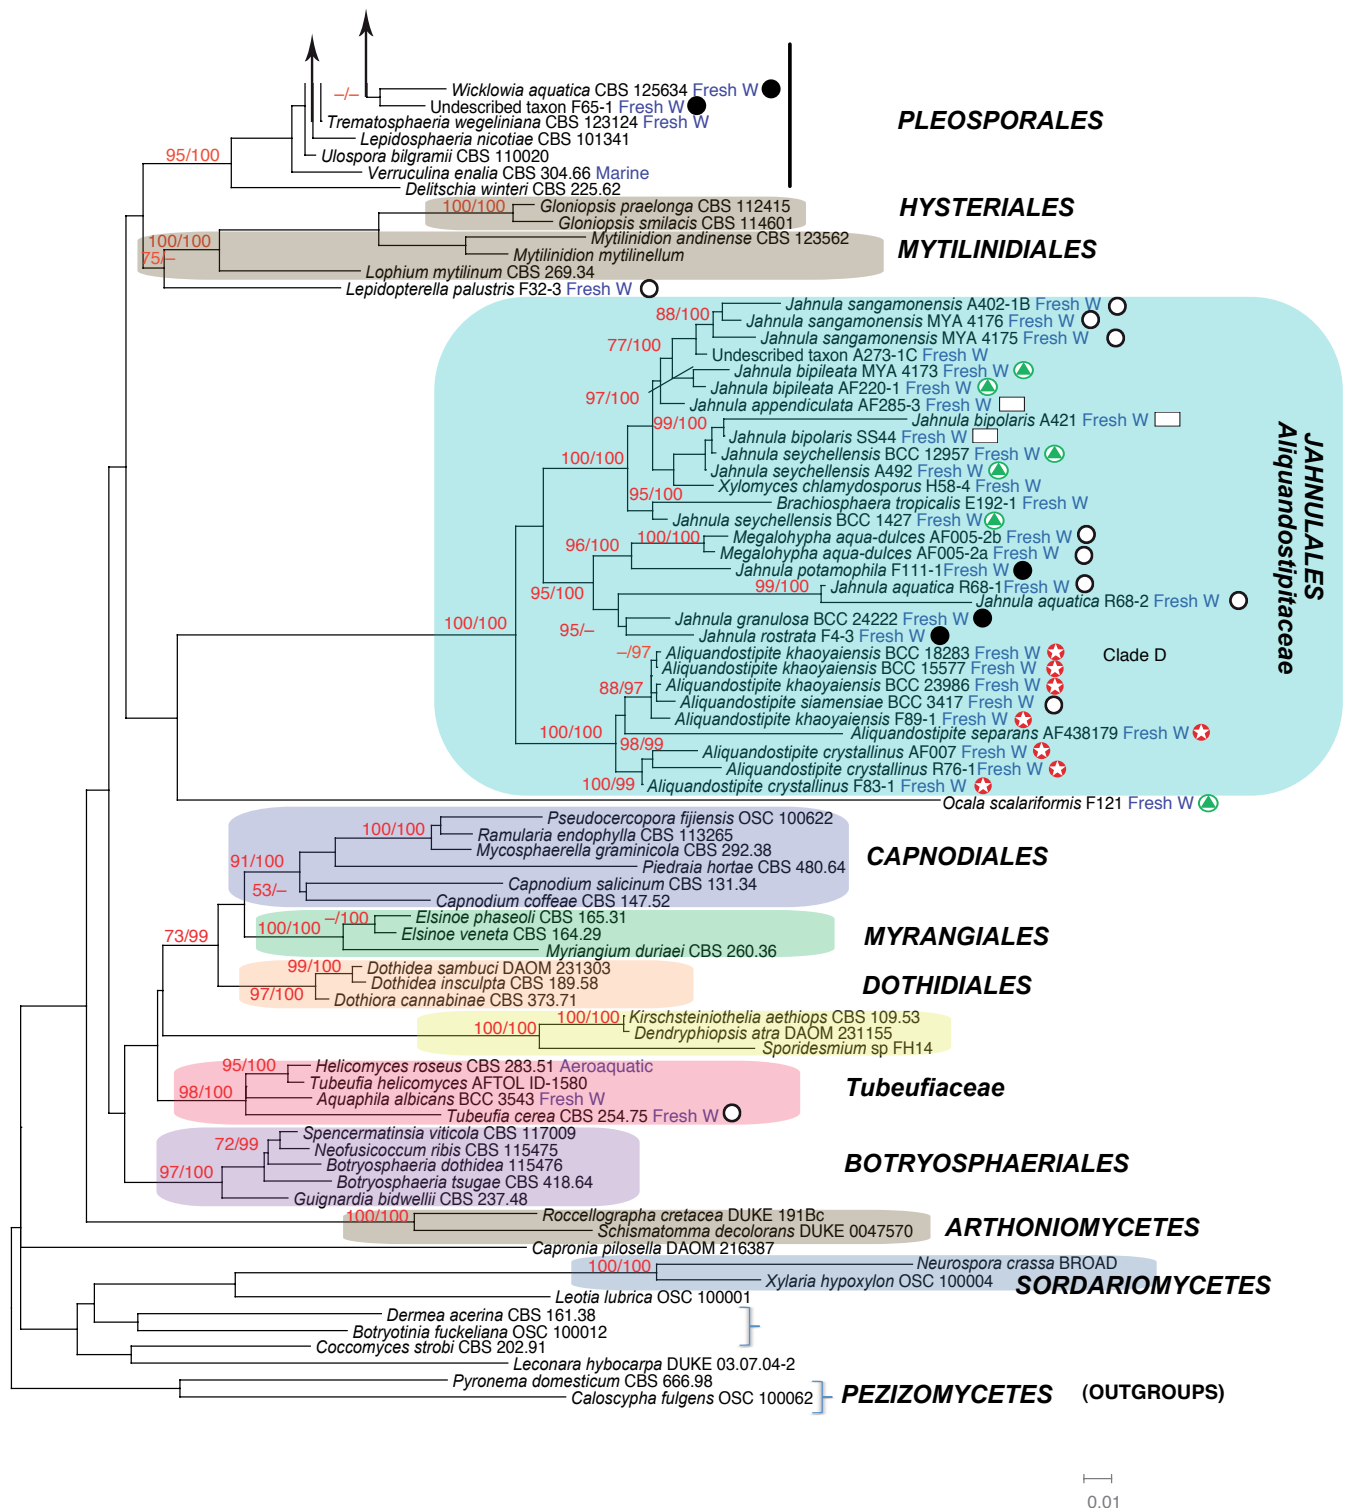 Wicklowia aquatica CBS 125634 Fresh W
–/–
Undescribed taxon F65-1 Fresh W
Trematosphaeria wegeliniana CBS 123124 Fresh W
PLEOSPORALES
Lepidosphaeria nicotiae CBS 101341
95/100
Ulospora bilgramii CBS 110020
Verruculina enalia CBS 304.66 Marine
Delitschia winteri CBS 225.62
100/100
Gloniopsis praelonga CBS 112415
HYSTERIALES
Gloniopsis smilacis CBS 114601
100/100
Mytilinidion andinense CBS 123562
MYTILINIDIALES
75/–
Mytilinidion mytilinellum
Lophium mytilinum CBS 269.34
Lepidopterella palustris F32-3 Fresh W
Jahnula sangamonensis A402-1B Fresh W
88/100
Jahnula sangamonensis MYA 4176 Fresh W
Jahnula sangamonensis MYA 4175 Fresh W
77/100
Undescribed taxon A273-1C Fresh W
Jahnula bipileata MYA 4173 Fresh W
Jahnula bipileata AF220-1 Fresh W
97/100
Jahnula appendiculata AF285-3 Fresh W
99/100
Jahnula bipolaris A421 Fresh W
Jahnula bipolaris SS44 Fresh W
JAHNULALES
Aliquandostipitaceae
100/100
Jahnula seychellensis BCC 12957 Fresh W
Jahnula seychellensis A492 Fresh W
Xylomyces chlamydosporus H58-4 Fresh W
95/100
Brachiosphaera tropicalis E192-1 Fresh W
Jahnula seychellensis BCC 1427 Fresh W
100/100
Megalohypha aqua-dulces AF005-2b Fresh W
96/100
Megalohypha aqua-dulces AF005-2a Fresh W
Jahnula potamophila F111-1Fresh W
99/100
Jahnula aquatica R68-1Fresh W
95/100
Jahnula aquatica R68-2 Fresh W
Jahnula granulosa BCC 24222 Fresh W
100/100
95/–
Jahnula rostrata F4-3 Fresh W
–/97
Aliquandostipite khaoyaiensis BCC 18283 Fresh W
Clade D
Aliquandostipite khaoyaiensis BCC 15577 Fresh W
88/97
Aliquandostipite khaoyaiensis BCC 23986 Fresh W
Aliquandostipite siamensiae BCC 3417 Fresh W
Aliquandostipite khaoyaiensis F89-1 Fresh W
100/100
Aliquandostipite separans AF438179 Fresh W
98/99
Aliquandostipite crystallinus AF007 Fresh W
Aliquandostipite crystallinus R76-1Fresh W
100/99
Aliquandostipite crystallinus F83-1 Fresh W
Ocala scalariformis F121 Fresh W
Pseudocercopora fijiensis OSC 100622
100/100
Ramularia endophylla CBS 113265
Mycosphaerella graminicola CBS 292.38
CAPNODIALES
91/100
Piedraia hortae CBS 480.64
53/–
Capnodium salicinum CBS 131.34
Capnodium coffeae CBS 147.52
–/100
Elsinoe phaseoli CBS 165.31
100/100
Elsinoe veneta CBS 164.29
MYRANGIALES
73/99
Myriangium duriaei CBS 260.36
99/100
Dothidea sambuci DAOM 231303
Dothidea insculpta CBS 189.58
DOTHIDIALES
97/100
Dothiora cannabinae CBS 373.71
100/100
Kirschsteiniothelia aethiops CBS 109.53
100/100
Dendryphiopsis atra DAOM 231155
Sporidesmium sp FH14
95/100
Helicomyces roseus CBS 283.51 Aeroaquatic
Tubeufia helicomyces AFTOL ID-1580
Tubeufiaceae
98/100
Aquaphila albicans BCC 3543 Fresh W
Tubeufia cerea CBS 254.75 Fresh W
Spencermatinsia viticola CBS 117009
72/99
Neofusicoccum ribis CBS 115475
Botryosphaeria dothidea 115476
BOTRYOSPHAERIALES
97/100
Botryosphaeria tsugae CBS 418.64
Guignardia bidwellii CBS 237.48
100/100
Roccellographa cretacea DUKE 191Bc
Schismatomma decolorans DUKE 0047570
ARTHONIOMYCETES
Capronia pilosella DAOM 216387
100/100
Neurospora crassa BROAD
Xylaria hypoxylon OSC 100004
SORDARIOMYCETES
Leotia lubrica OSC 100001
Dermea acerina CBS 161.38
Botryotinia fuckeliana OSC 100012
Coccomyces strobi CBS 202.91
Leconara hybocarpa DUKE 03.07.04-2
Pyronema domesticum CBS 666.98
Caloscypha fulgens OSC 100062
PEZIZOMYCETES (OUTGROUPS)
0.01